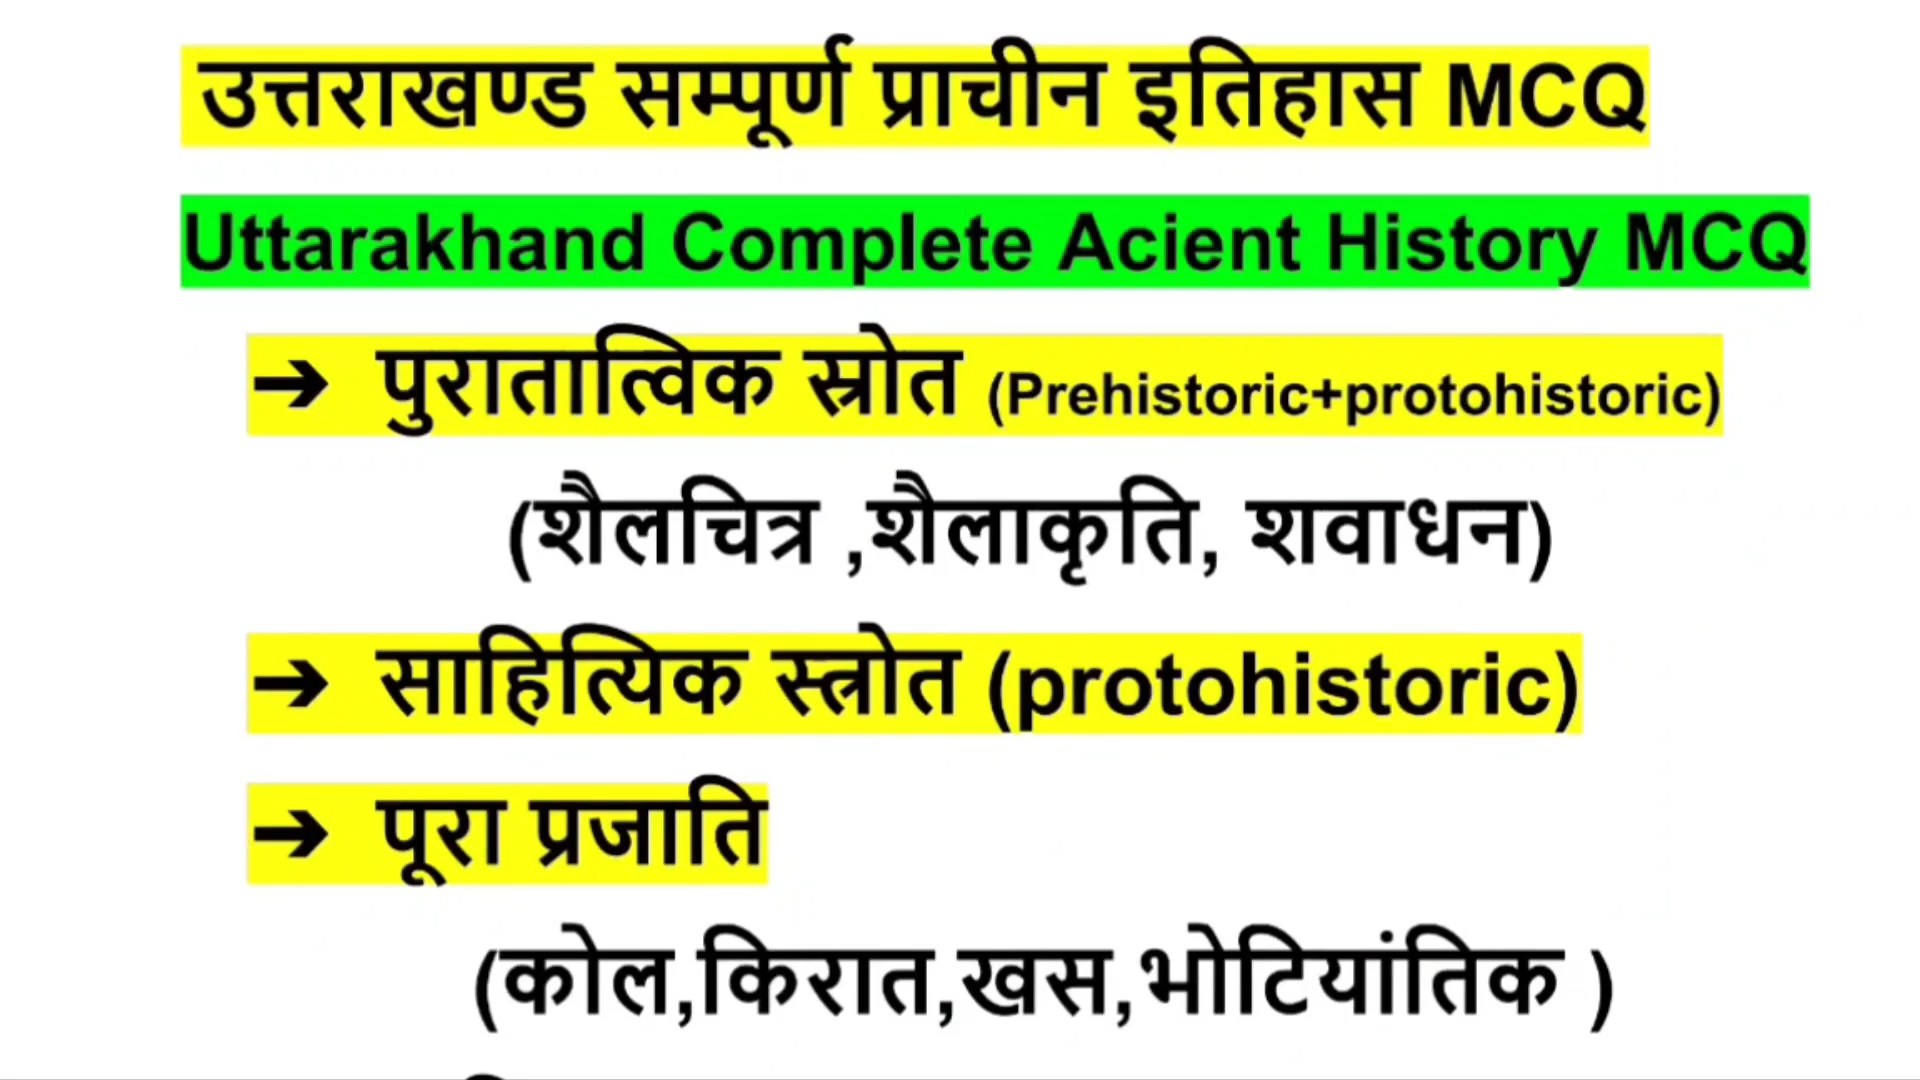 उत्तराखण्ड सम्पूर्ण प्राचीन इतिहास MCQ
Uttarakhand Complete Acient History MCQ
➔ पुरातात्विक स्रोत (Prehistoric+protohistoric)
(शैलचित्र ,शैलाकृति, शवाधन)
➔ साहित्यिक स्त्रोत (protohistoric)
➔ पूरा प्रजाति
(कोल,किरात,खस,भोटियांतिक )